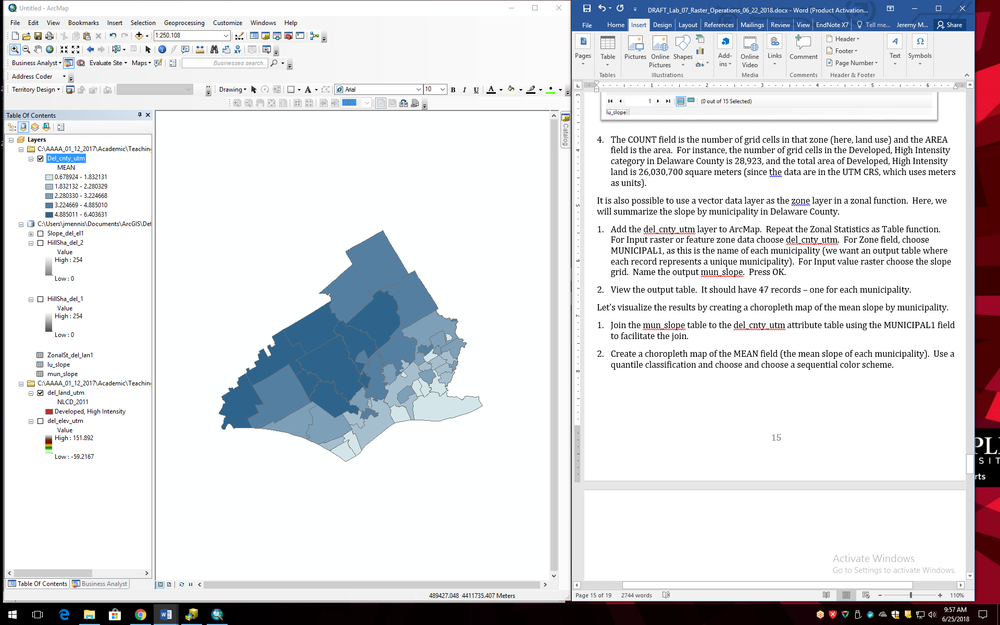 Untitled - ArcMap
File Edit View Bookmarks Insert Selection Geoprocessing Customize Windows Help
1:250,108
Business Analyst Evaluate Site Maps Businesses search...
Address Coder
Territory Design Drawing Arial 10 B I U A
100%
Table Of Contents
Layers
C:\AAAA_01_12_2017\Academic\Teaching
Del_cnty_utm
MEAN
0.678924 - 1.832131
1.832132 - 2.280329
2.280330 - 3.224668
3.224669 - 4.885010
4.885011 - 6.403631
C:\Users\jmennis\Documents\ArcGIS\Def
Slope_del_el1
HillSha_del_2
Value
High : 254
Low : 0
HillSha_del_1
Value
High : 254
Low : 0
ZonalSt_del_lan1
lu_slope
mun_slope
C:\AAAA_01_12_2017\Academic\Teaching
del_land_utm
NLCD_2011
Developed, High Intensity
del_elev_utm
Value
High : 151.892
Low : -59.2167
Table Of Contents Business Analyst
Catalog
489427.048 4411735.407 Meters
DRAFT_Lab_07_Raster_Operations_06_22_2018.docx - Word (Product Activation...
File Home Insert Design Layout References Mailings Review View EndNote X7 Tell me... Jeremy M... Share
Pages Table Pictures Online Pictures Shapes Add-ins Online Video Links Comment Header Footer Page Number Text Symbols
Tables Illustrations Media Comments Header & Footer
1 2 3 4 5 6
1 (0 out of 15 Selected)
lu_slope
4. The COUNT field is the number of grid cells in that zone (here, land use) and the AREA
field is the area. For instance, the number of grid cells in the Developed, High Intensity
category in Delaware County is 28,923, and the total area of Developed, High Intensity
land is 26,030,700 square meters (since the data are in the UTM CRS, which uses meters
as units).
It is also possible to use a vector data layer as the zone layer in a zonal function. Here, we
will summarize the slope by municipality in Delaware County.
1. Add the del_cnty_utm layer to ArcMap. Repeat the Zonal Statistics as Table function.
For Input raster or feature zone data choose del_cnty_utm. For Zone field, choose
MUNICIPAL1, as this is the name of each municipality (we want an output table where
each record represents a unique municipality). For Input value raster choose the slope
grid. Name the output mun_slope. Press OK.
2. View the output table. It should have 47 records – one for each municipality.
Let's visualize the results by creating a choropleth map of the mean slope by municipality.
1. Join the mun_slope table to the del_cnty_utm attribute table using the MUNICIPAL1 field
to facilitate the join.
2. Create a choropleth map of the MEAN field (the mean slope of each municipality). Use a
quantile classification and choose and choose a sequential color scheme.
15
Activate Windows
Go to Settings to activate Windows.
Page 15 of 19 2744 words 110%
PL
SIT
rts
9:57 AM
6/25/2018